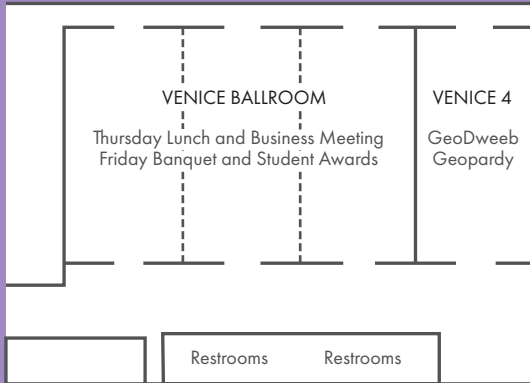 VENICE BALLROOM
Thursday Lunch and Business Meeting
Friday Banquet and Student Awards
VENICE 4
GeoDweeb
Geopardy
Restrooms
Restrooms